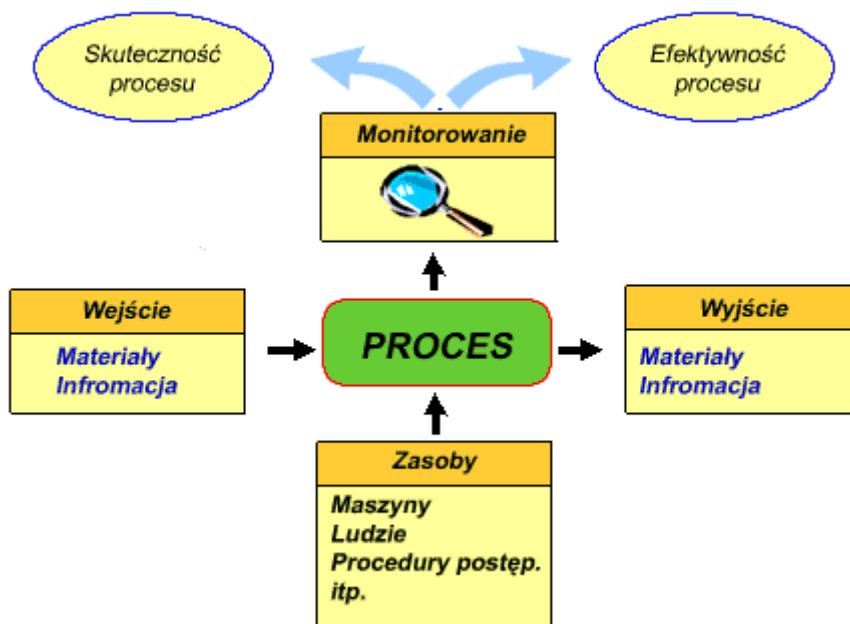 Skuteczność
procesu
Efektywność
procesu
Monitorowanie
Wejście
Materiały
Infromacja
PROCES
Wyjście
Materiały
Infromacja
Zasoby
Maszyny
Ludzie
Procedury postęp.
itp.